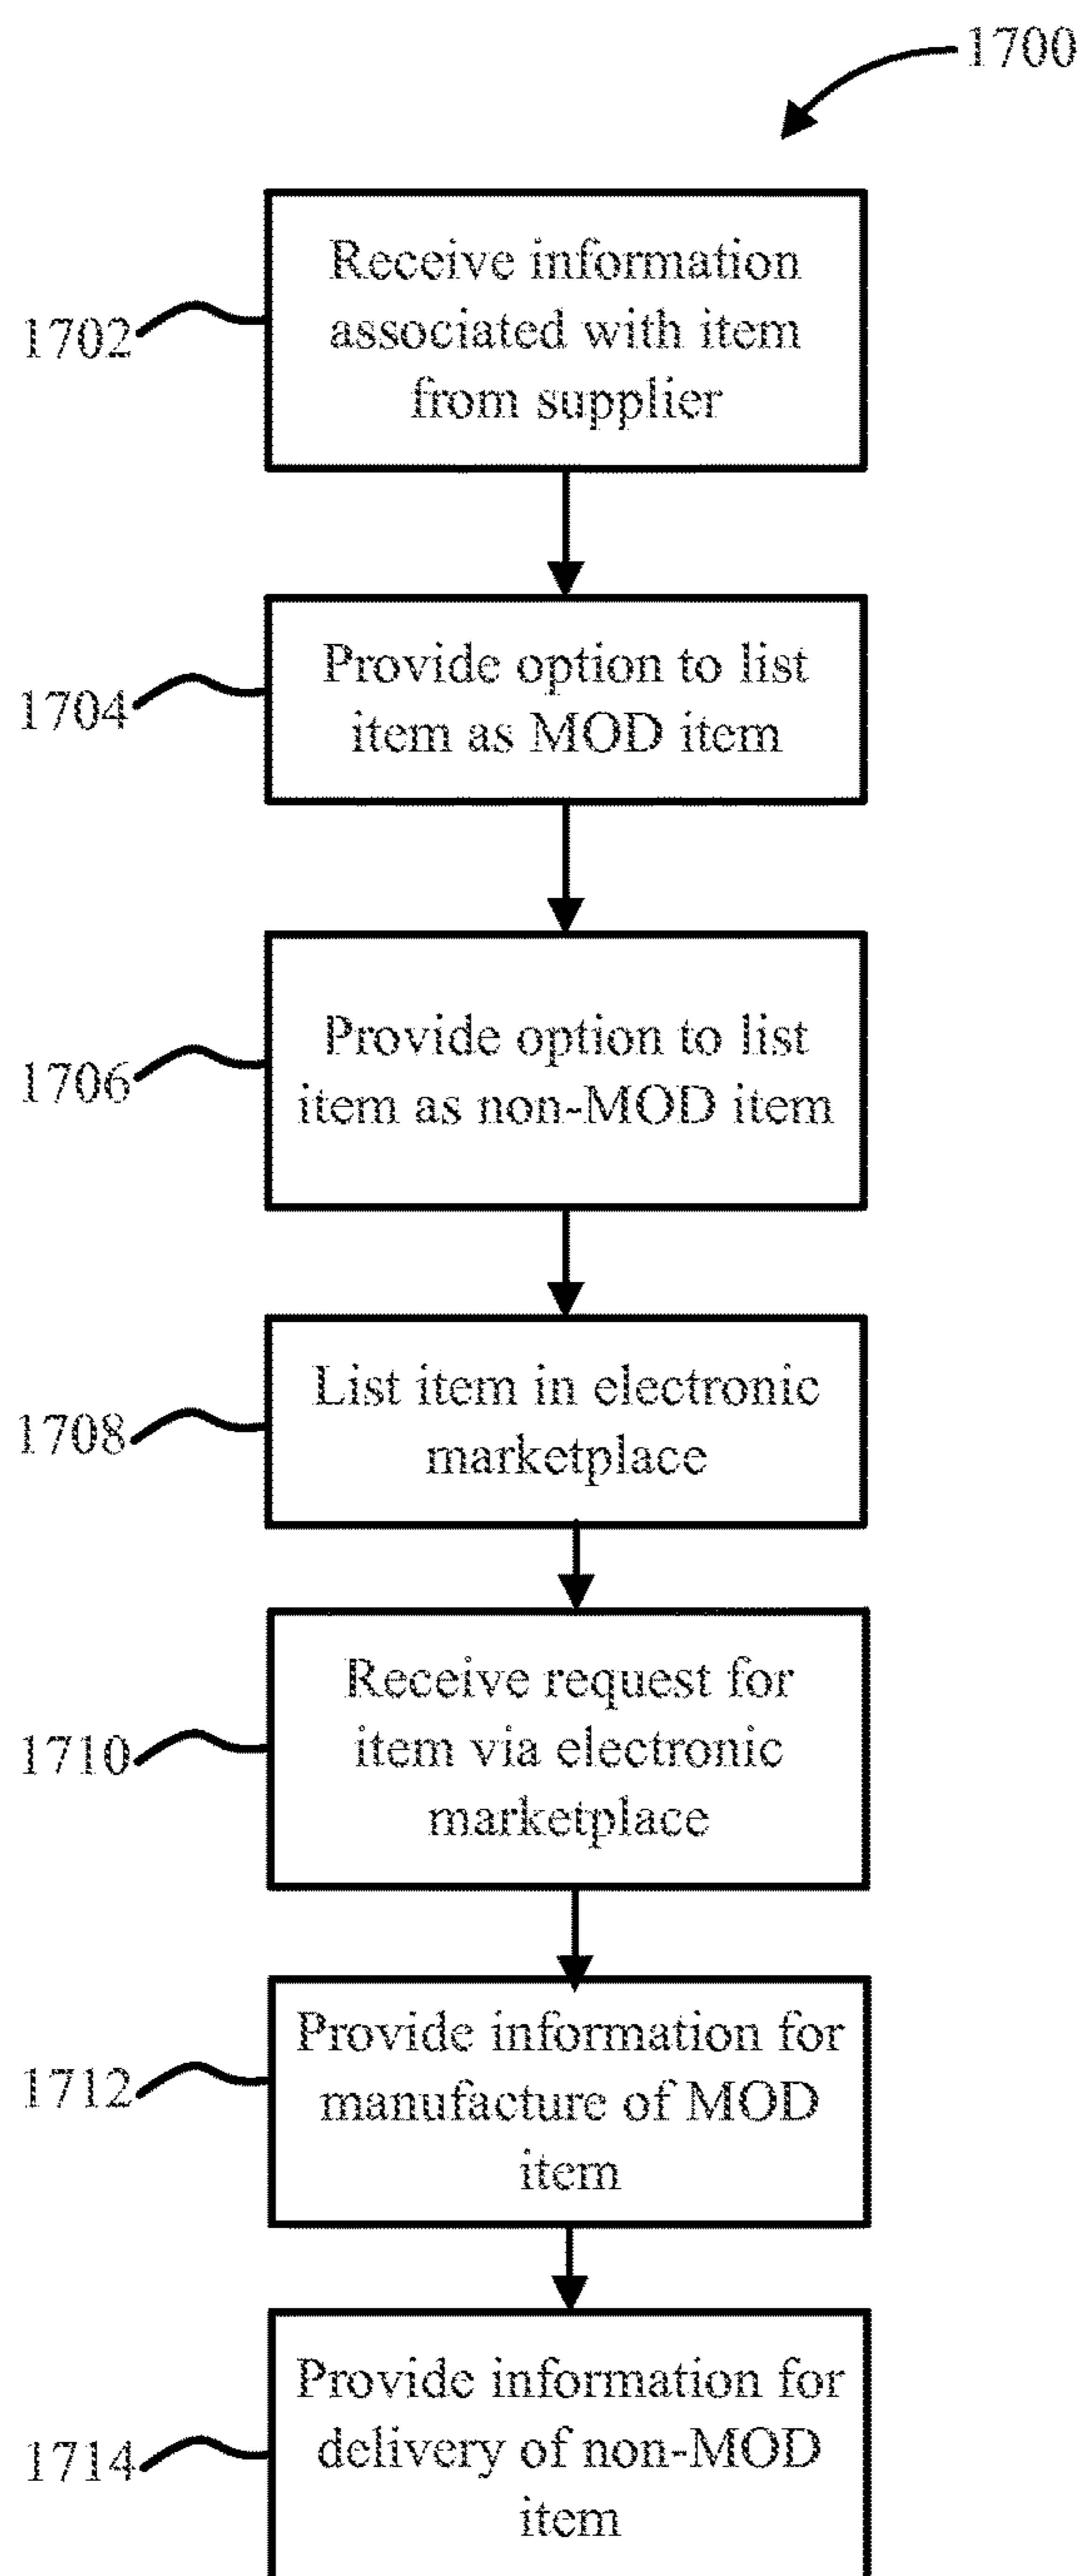 1700
1702
Receive information
associated with item
from supplier
1704
Provide option to list
item as MOD item
1706
Provide option to list
item as non-MOD item
1708
List item in electronic
marketplace
1710
Receive request for
item via electronic
marketplace
1712
Provide information for
manufacture of MOD
item
1714
Provide information for
delivery of non-MOD
item